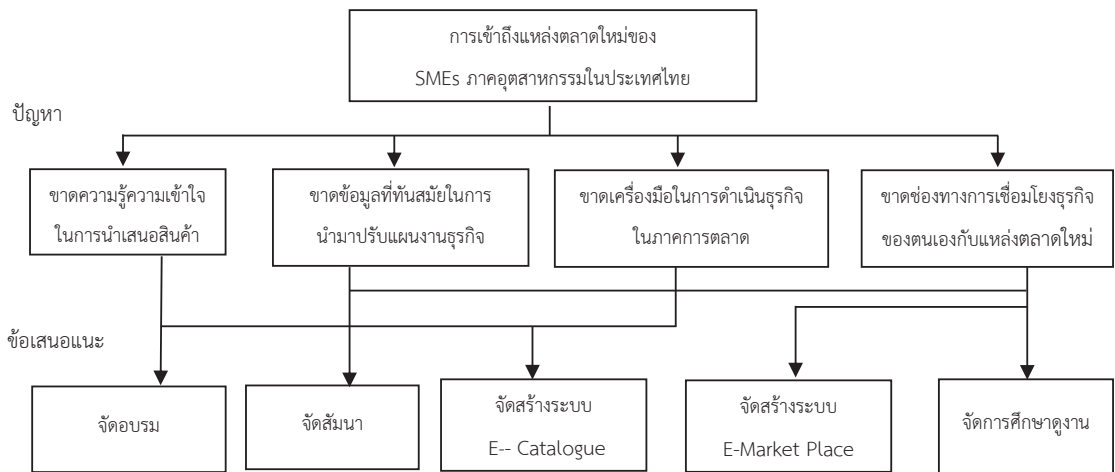 การเข้าถึงแหล่งตลาดใหม่ของ
SMEs ภาคอุตสาหกรรมในประเทศไทย
ปัญหา
ขาดความรู้ความเข้าใจ
ในการนำเสนอสินค้า
ขาดข้อมูลที่ทันสมัยในการ
นำมาปรับแผนงานธุรกิจ
ขาดเครื่องมือในการดำเนินธุรกิจ
ในภาคการตลาด
ขาดช่องทางการเชื่อมโยงธุรกิจ
ของตนเองกับแหล่งตลาดใหม่
ข้อเสนอแนะ
จัดอบรม
จัดสัมนา
จัดสร้างระบบ
E-- Catalogue
จัดสร้างระบบ
E-Market Place
จัดการศึกษาดูงาน